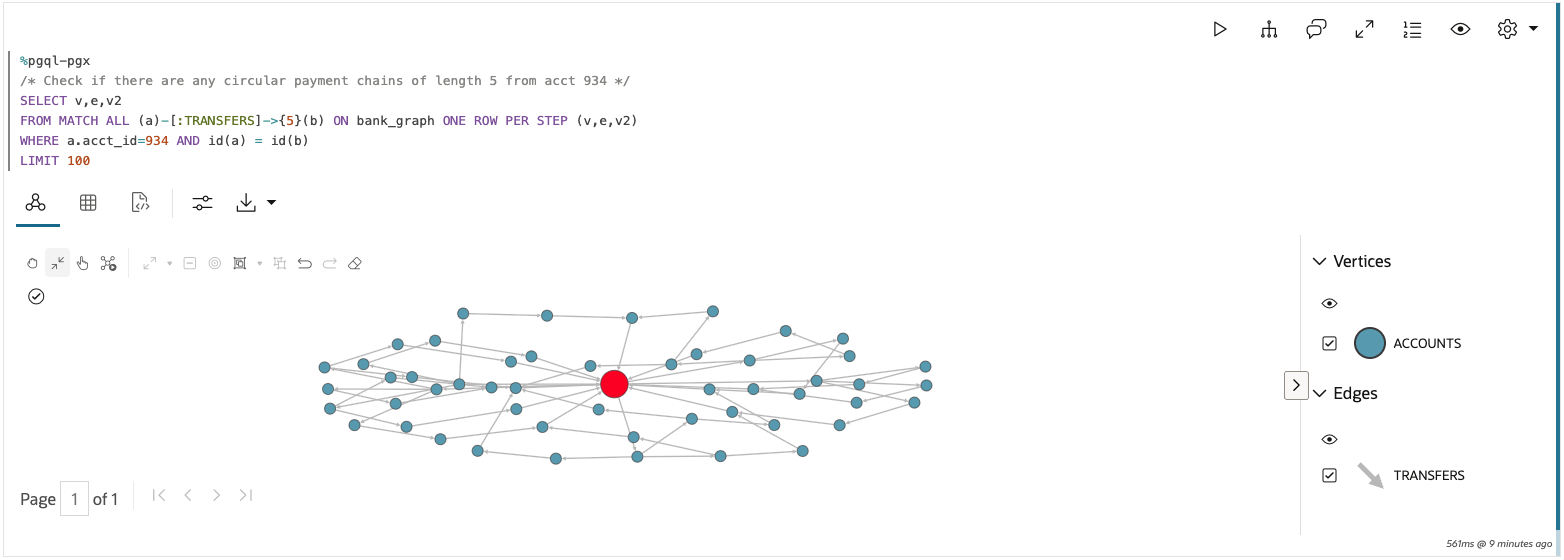 %pgql-pgx
/* Check if there are any circular payment chains of length 5 from acct 934 */
SELECT v,e,v2
FROM MATCH ALL (a)-[:TRANSFERS]->{5}(b) ON bank_graph ONE ROW PER STEP (v,e,v2)
WHERE a.acct_id=934 AND id(a) = id(b)
LIMIT 100
Vertices
ACCOUNTS
Edges
TRANSFERS
Page 1 of 1
561ms @ 9 minutes ago